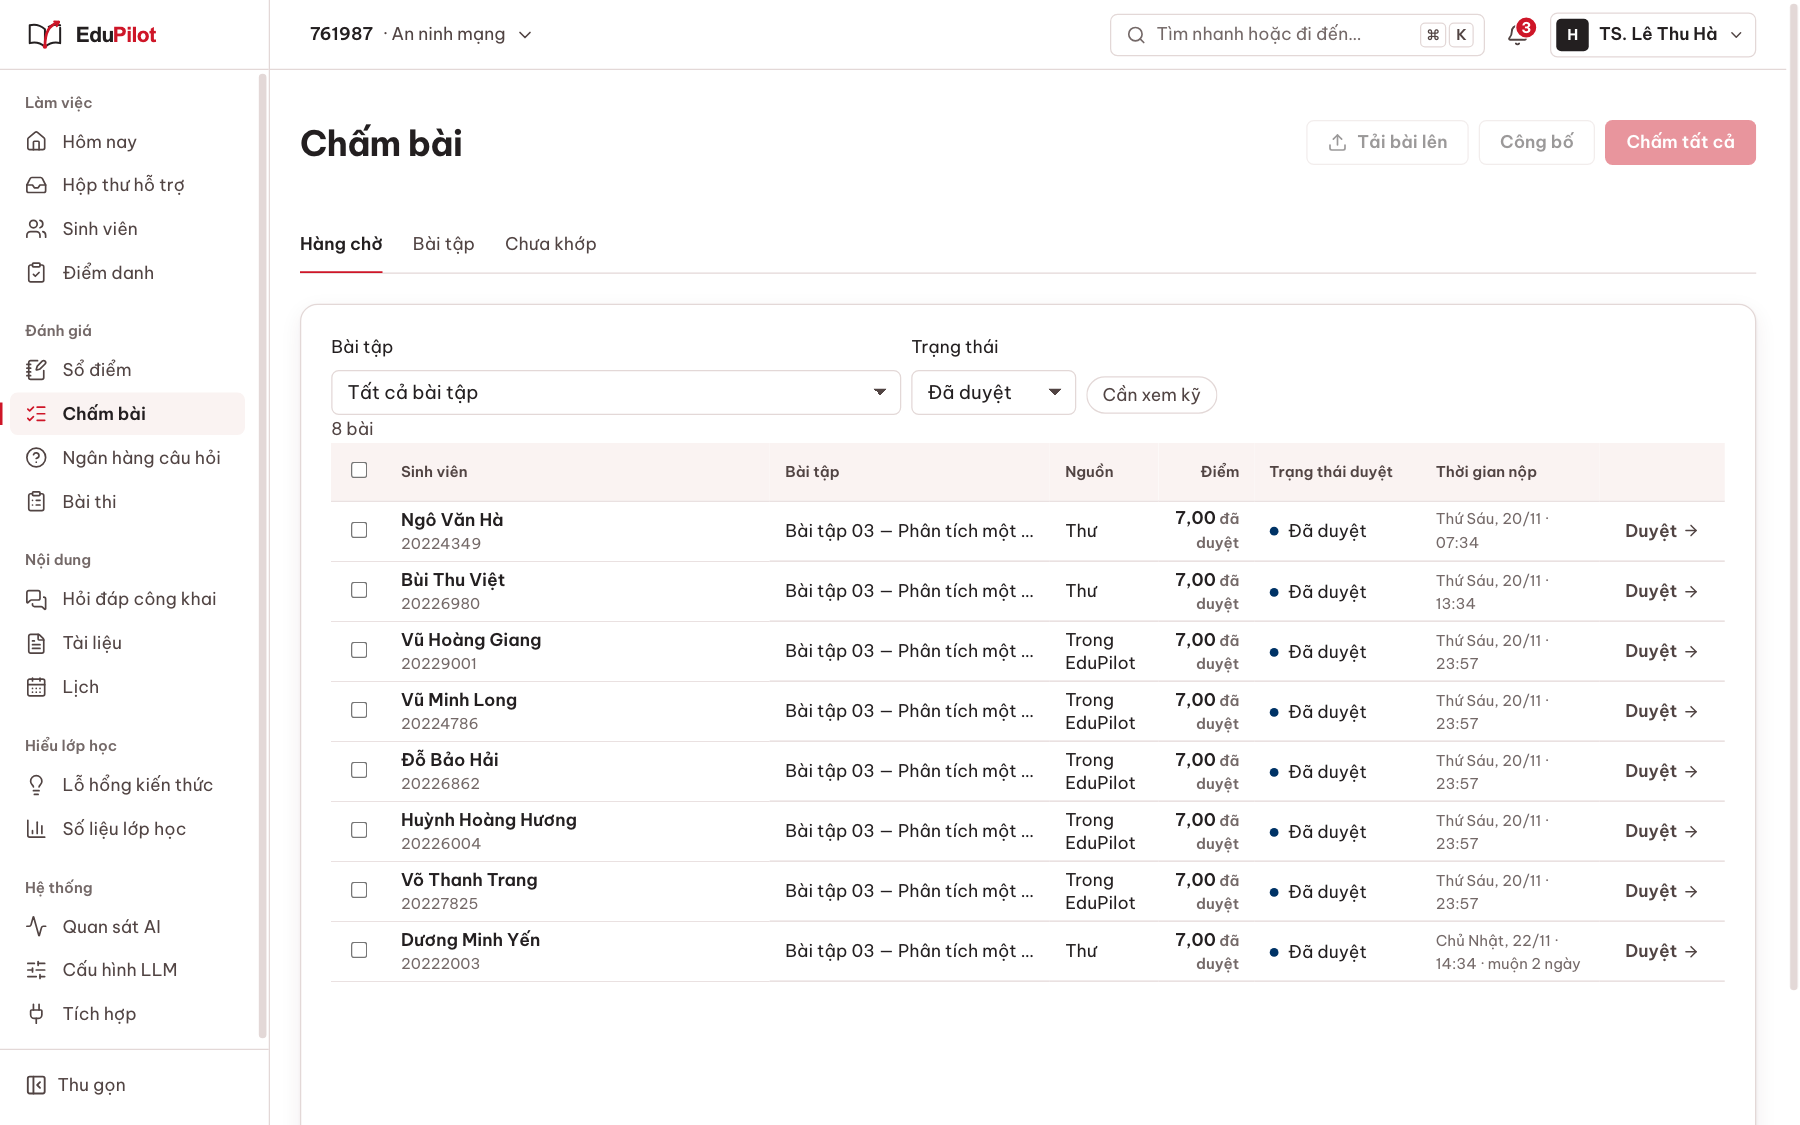 EduPilot
761987 · An ninh mạng
Tìm nhanh hoặc đi đến...
⌘ K
3
H TS. Lê Thu Hà
Làm việc
Hôm nay
Hộp thư hỗ trợ
Sinh viên
Điểm danh
Đánh giá
Sổ điểm
Chấm bài
Ngân hàng câu hỏi
Bài thi
Nội dung
Hỏi đáp công khai
Tài liệu
Lịch
Hiểu lớp học
Lỗ hổng kiến thức
Số liệu lớp học
Hệ thống
Quan sát AI
Cấu hình LLM
Tích hợp
Thu gọn
Chấm bài
Tải bài lên
Công bố
Chấm tất cả
Hàng chờ Bài tập Chưa khớp
Bài tập
Tất cả bài tập
Trạng thái
Đã duyệt
Cần xem kỹ
8 bài
Sinh viên Bài tập Nguồn Điểm Trạng thái duyệt Thời gian nộp
Ngô Văn Hà
20224349
Bài tập 03 — Phân tích một ...
Thư
7,00 đã
duyệt
Đã duyệt
Thứ Sáu, 20/11 ·
07:34
Duyệt →
Bùi Thu Việt
20226980
Bài tập 03 — Phân tích một ...
Thư
7,00 đã
duyệt
Đã duyệt
Thứ Sáu, 20/11 ·
13:34
Duyệt →
Vũ Hoàng Giang
20229001
Bài tập 03 — Phân tích một ...
Trong
EduPilot
7,00 đã
duyệt
Đã duyệt
Thứ Sáu, 20/11 ·
23:57
Duyệt →
Vũ Minh Long
20224786
Bài tập 03 — Phân tích một ...
Trong
EduPilot
7,00 đã
duyệt
Đã duyệt
Thứ Sáu, 20/11 ·
23:57
Duyệt →
Đỗ Bảo Hải
20226862
Bài tập 03 — Phân tích một ...
Trong
EduPilot
7,00 đã
duyệt
Đã duyệt
Thứ Sáu, 20/11 ·
23:57
Duyệt →
Huỳnh Hoàng Hương
20226004
Bài tập 03 — Phân tích một ...
Trong
EduPilot
7,00 đã
duyệt
Đã duyệt
Thứ Sáu, 20/11 ·
23:57
Duyệt →
Võ Thanh Trang
20227825
Bài tập 03 — Phân tích một ...
Trong
EduPilot
7,00 đã
duyệt
Đã duyệt
Thứ Sáu, 20/11 ·
23:57
Duyệt →
Dương Minh Yến
20222003
Bài tập 03 — Phân tích một ...
Thư
7,00 đã
duyệt
Đã duyệt
Chủ Nhật, 22/11 ·
14:34 · muộn 2 ngày
Duyệt →